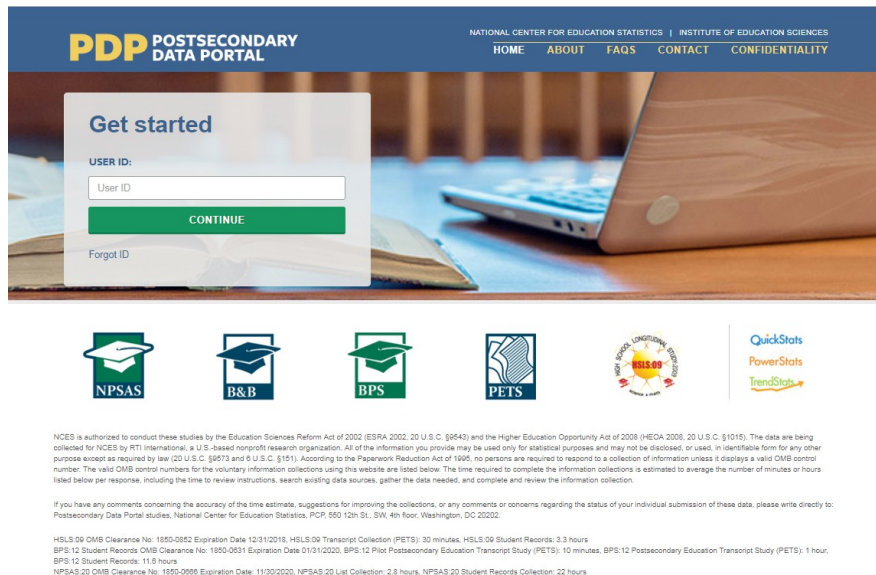 NATIONAL CENTER FOR EDUCATION STATISTICS | INSTITUTE OF EDUCATION SCIENCES
PDP POSTSECONDARY
DATA PORTAL
HOME ABOUT FAQS CONTACT CONFIDENTIALITY
Get started
USER ID:
User ID
CONTINUE
Forgot ID
NPSAS
B&B
BPS
PETS
HIGH SCHOOL LONGITUDINAL STUDY-2009
HSLS:09
QuickStats
PowerStats
TrendStats
NCES is authorized to conduct these studies by the Education Sciences Reform Act of 2002 (ESRA 2002, 20 U.S.C. §9543) and the Higher Education Opportunity Act of 2008 (HEOA 2008, 20 U.S.C. §1015). The data are being
collected for NCES by RTI International, a U.S.-based nonprofit research organization. All of the information you provide may be used only for statistical purposes and may not be disclosed, or used, in identifiable form for any other
purpose except as required by law (20 U.S.C. §9573 and 6 U.S.C. §151). According to the Paperwork Reduction Act of 1995, no persons are required to respond to a collection of information unless it displays a valid OMB control
number. The valid OMB control numbers for the voluntary information collections using this website are listed below. The time required to complete the information collections is estimated to average the number of minutes or hours
listed below per response, including the time to review instructions, search existing data sources, gather the data needed, and complete and review the information collection.
If you have any comments concerning the accuracy of the time estimate, suggestions for improving the collections, or any comments or concerns regarding the status of your individual submission of these data, please write directly to:
Postsecondary Data Portal studies, National Center for Education Statistics, PCP, 550 12th St., SW, 4th floor, Washington, DC 20202.
HSLS:09 OMB Clearance No: 1850-0852 Expiration Date 12/31/2018, HSLS:09 Transcript Collection (PETS): 30 minutes, HSLS:09 Student Records: 3.3 hours
BPS:12 Student Records OMB Clearance No: 1850-0631 Expiration Date 01/31/2020, BPS:12 Pilot Postsecondary Education Transcript Study (PETS): 10 minutes, BPS:12 Postsecondary Education Transcript Study (PETS): 1 hour,
BPS:12 Student Records: 11.6 hours
NPSAS:20 OMB Clearance No: 1850-0666 Expiration Date: 11/30/2020, NPSAS:20 List Collection: 2.8 hours, NPSAS:20 Student Records Collection: 22 hours